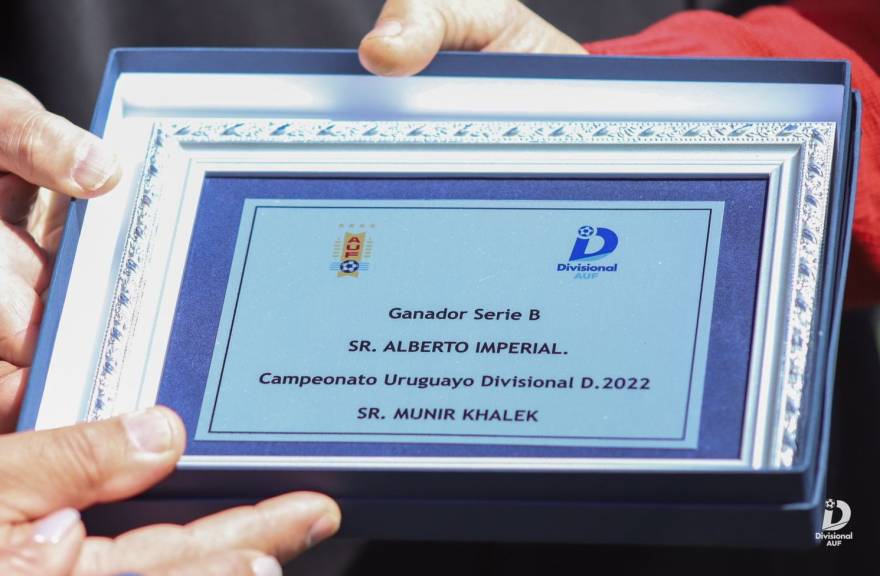 AUF
Divisional
AUF
Ganador Serie B
SR. ALBERTO IMPERIAL.
Campeonato Uruguayo Divisional D.2022
SR. MUNIR KHALEK
Divisional
AUF